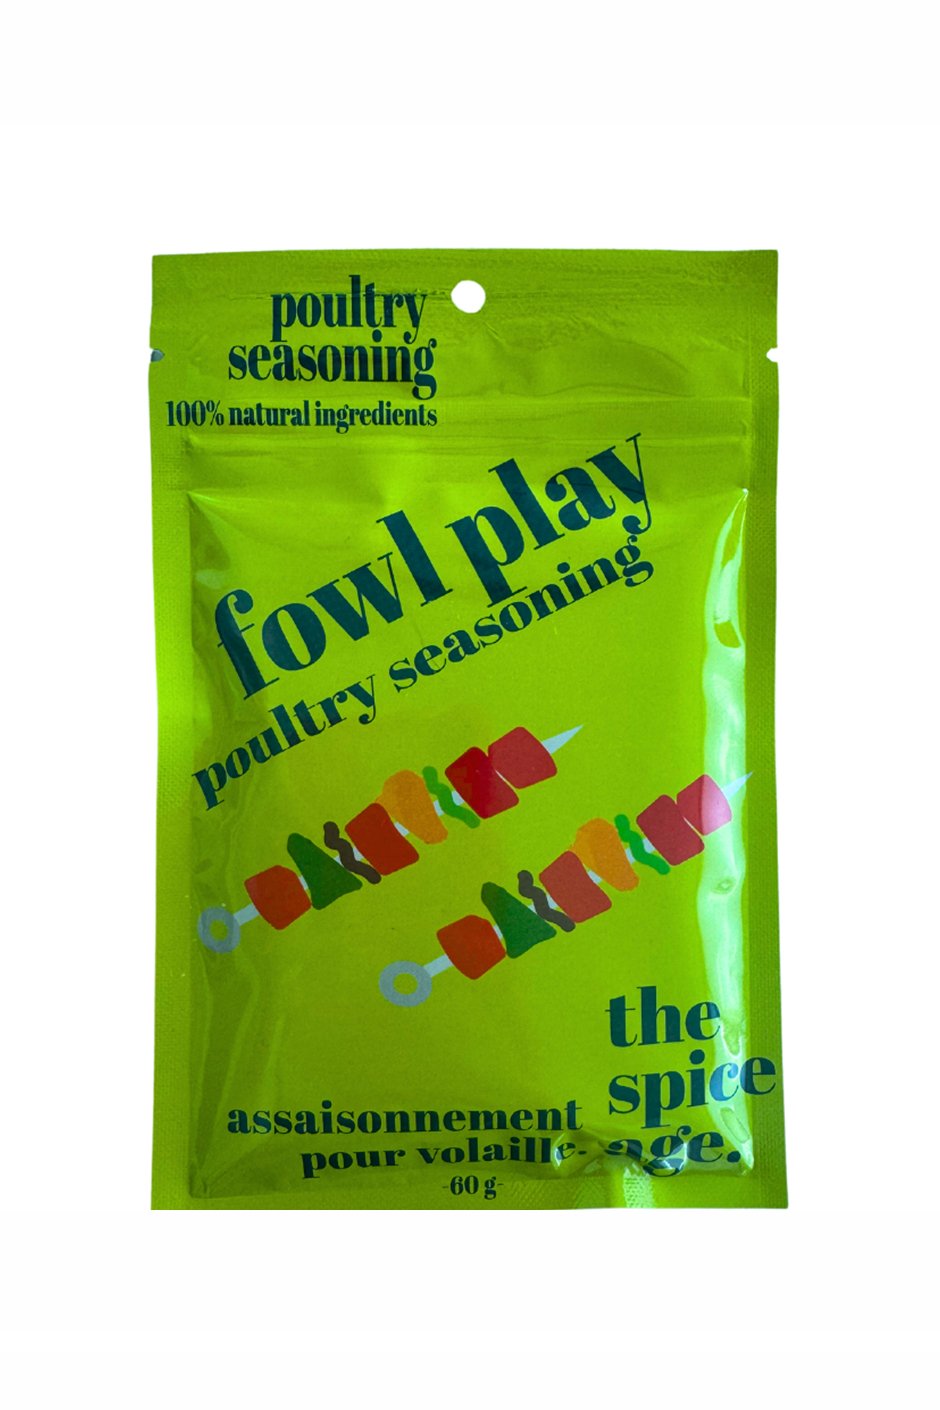 poultry
seasoning
100% natural ingredients
fowl play
poultry seasoning
the
spice
age.
assaisonnement
pour volaille-
-60 g-